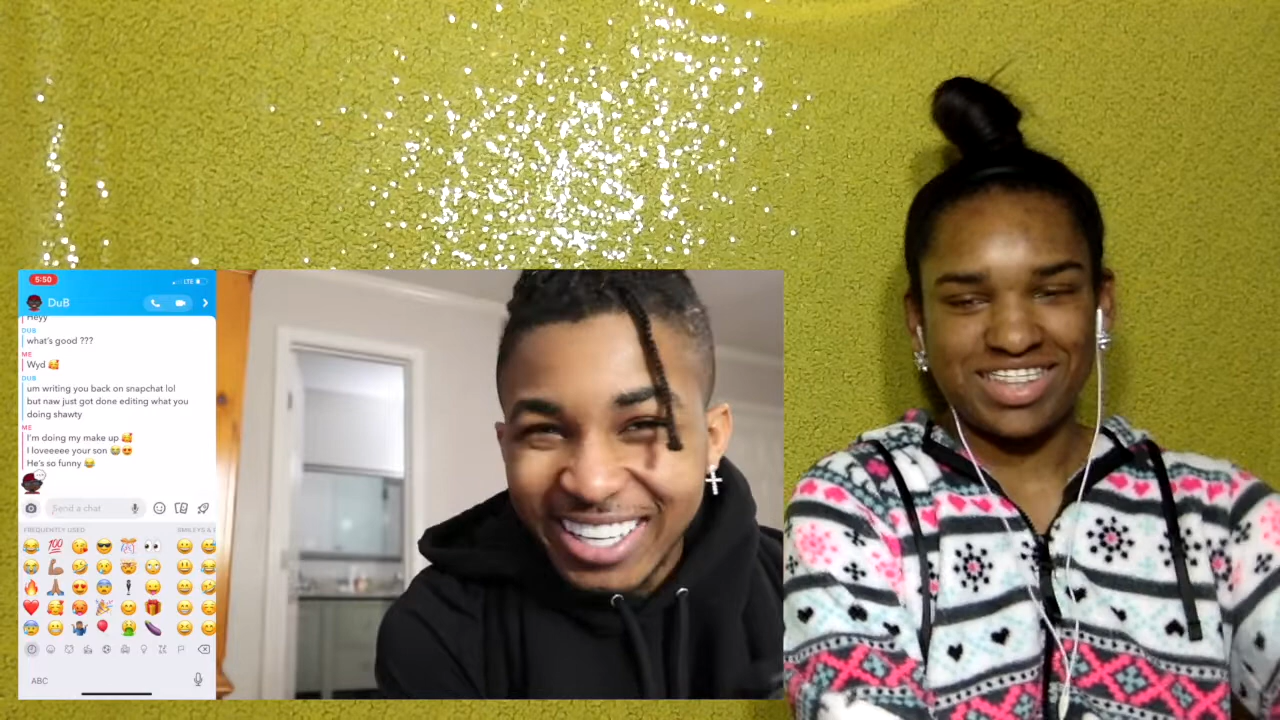 5:50
LTE
DuB
Heyy
DUB
what's good ???
ME
Wyd 🥰
DUB
um writing you back on snapchat lol
but naw just got done editing what you
doing shawty
ME
I'm doing my make up 🥰
I loveeeee your son 😭😍
He's so funny 😂
Send a chat
FREQUENTLY USED
SMILEYS &
ABC